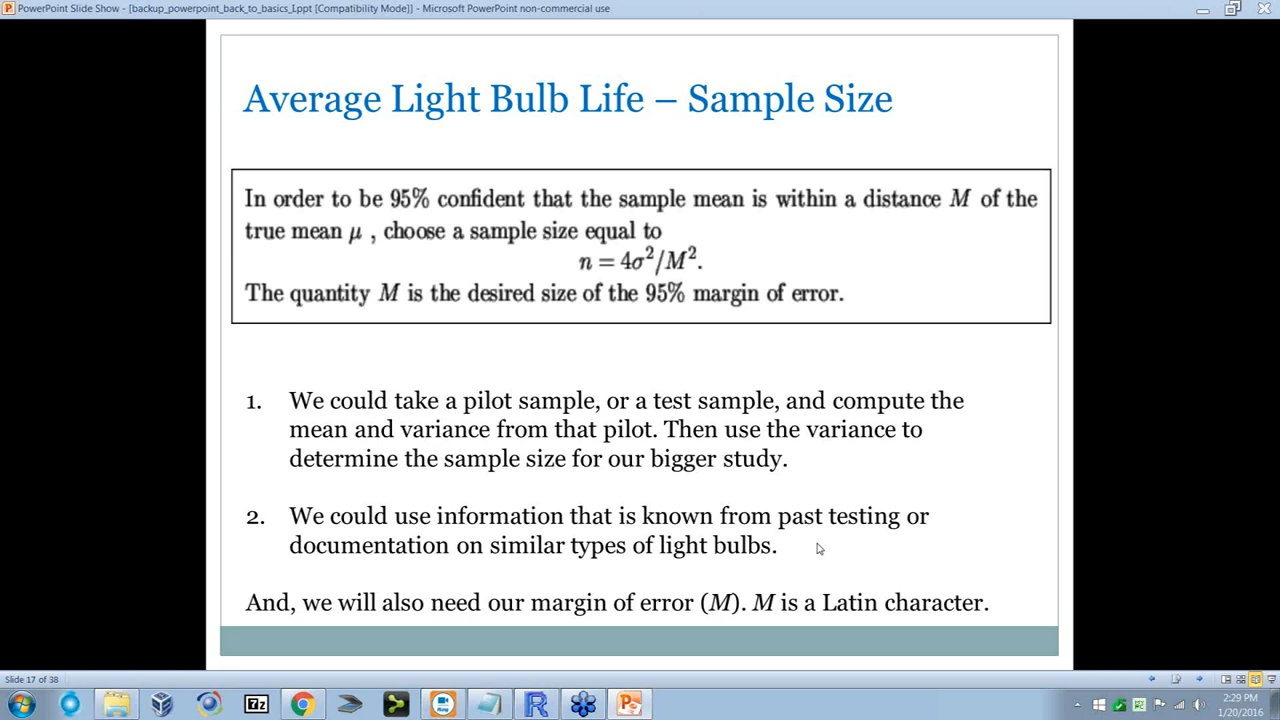 PowerPoint Slide Show - [backup_powerpoint_back_to_basics_I.ppt [Compatibility Mode]] - Microsoft PowerPoint non-commercial use
Average Light Bulb Life – Sample Size
In order to be 95% confident that the sample mean is within a distance M of the
true mean μ , choose a sample size equal to
n = 4σ²/M².
The quantity M is the desired size of the 95% margin of error.
1. We could take a pilot sample, or a test sample, and compute the
mean and variance from that pilot. Then use the variance to
determine the sample size for our bigger study.
2. We could use information that is known from past testing or
documentation on similar types of light bulbs.
And, we will also need our margin of error (M). M is a Latin character.
Slide 17 of 38
7z
2:29 PM
1/20/2016